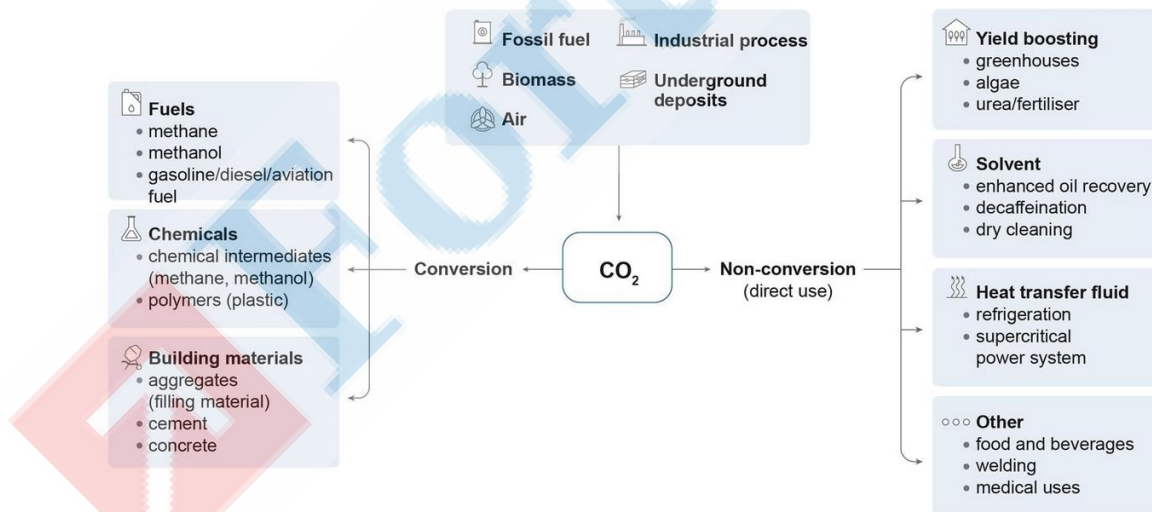 Fossil fuel
Industrial process
Biomass
Underground
deposits
Air
Fuels
• methane
• methanol
• gasoline/diesel/aviation
fuel
Chemicals
• chemical intermediates
(methane, methanol)
• polymers (plastic)
Building materials
• aggregates
(filling material)
• cement
• concrete
Conversion
CO₂
Non-conversion
(direct use)
Yield boosting
• greenhouses
• algae
• urea/fertiliser
Solvent
• enhanced oil recovery
• decaffeination
• dry cleaning
Heat transfer fluid
• refrigeration
• supercritical
power system
Other
• food and beverages
• welding
• medical uses